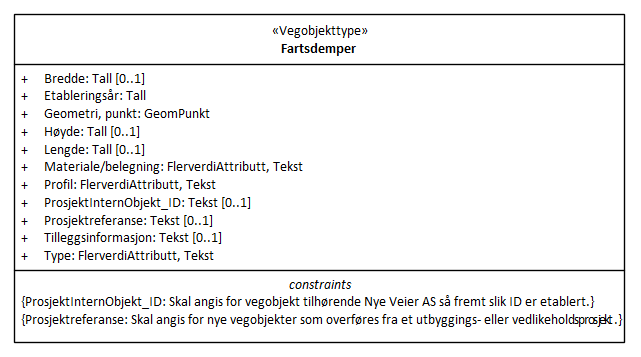 «Vegobjekttype»
Fartsdemper
+ Bredde: Tall [0..1]
+ Etableringsår: Tall
+ Geometri, punkt: GeomPunkt
+ Høyde: Tall [0..1]
+ Lengde: Tall [0..1]
+ Materiale/belegning: FlerverdiAttributt, Tekst
+ Profil: FlerverdiAttributt, Tekst
+ ProsjektInternObjekt_ID: Tekst [0..1]
+ Prosjektreferanse: Tekst [0..1]
+ Tilleggsinformasjon: Tekst [0..1]
+ Type: FlerverdiAttributt, Tekst
constraints
{ProsjektInternObjekt_ID: Skal angis for vegobjekt tilhørende Nye Veier AS så fremt slik ID er etablert.}
{Prosjektreferanse: Skal angis for nye vegobjekter som overføres fra et utbyggings- eller